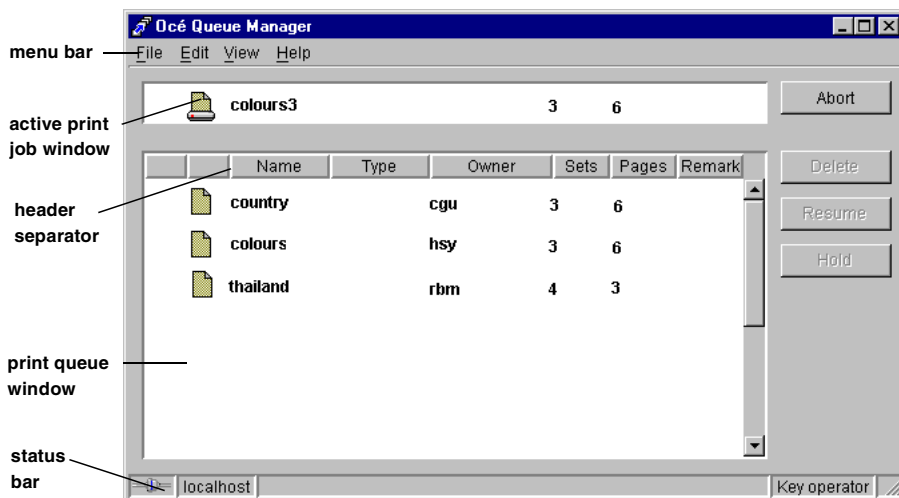 Océ Queue Manager
menu bar
File Edit View Help
active print
job window
colours3 3 6
Abort
Name Type Owner Sets Pages Remark
Delete
header
separator
country cgu 3 6
Resume
colours hsy 3 6
Hold
thailand rbm 4 3
print queue
window
status
bar
localhost
Key operator